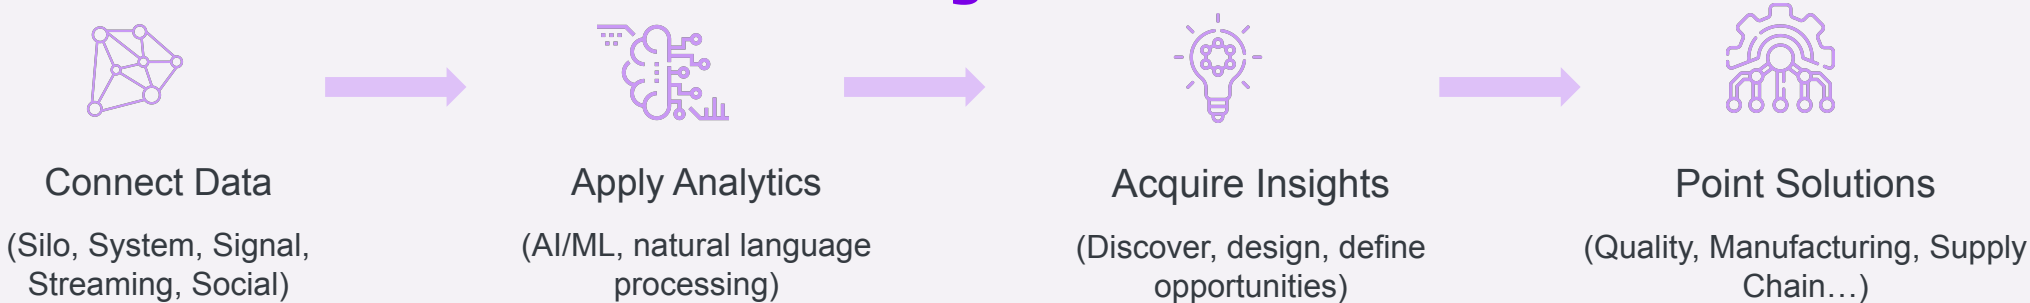 Connect Data
(Silo, System, Signal,
Streaming, Social)
Apply Analytics
(AI/ML, natural language
processing)
Acquire Insights
(Discover, design, define
opportunities)
Point Solutions
(Quality, Manufacturing, Supply
Chain…)